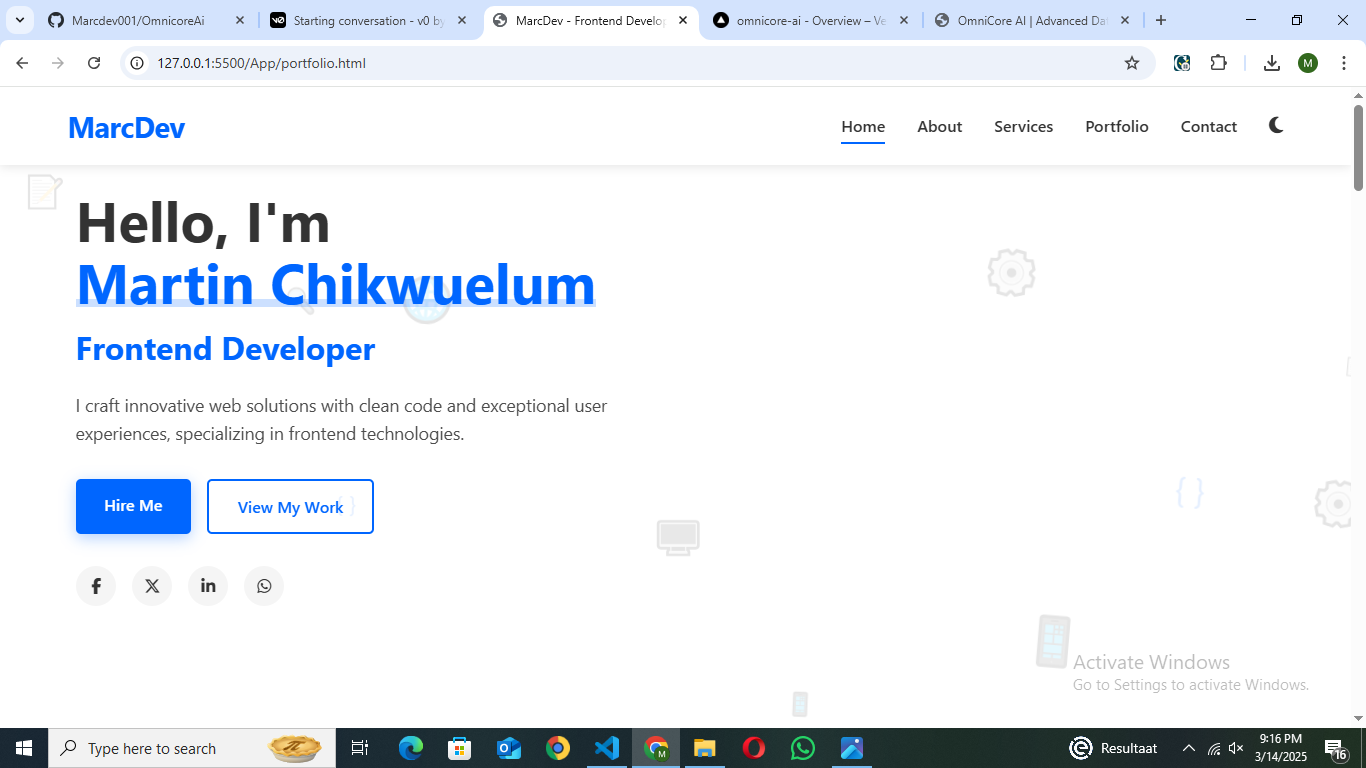 Marcdev001/OmnicoreAi
Starting conversation - v0 by
MarcDev - Frontend Develop
omnicore-ai - Overview – Ve
OmniCore AI | Advanced Dat
127.0.0.1:5500/App/portfolio.html
M
MarcDev
Home
About
Services
Portfolio
Contact
Hello, I'm
Martin Chikwuelum
Frontend Developer
I craft innovative web solutions with clean code and exceptional user
experiences, specializing in frontend technologies.
Hire Me
View My Work
{ }
{ }
Activate Windows
Go to Settings to activate Windows.
Type here to search
M
Resultaat
9:16 PM
3/14/2025
16